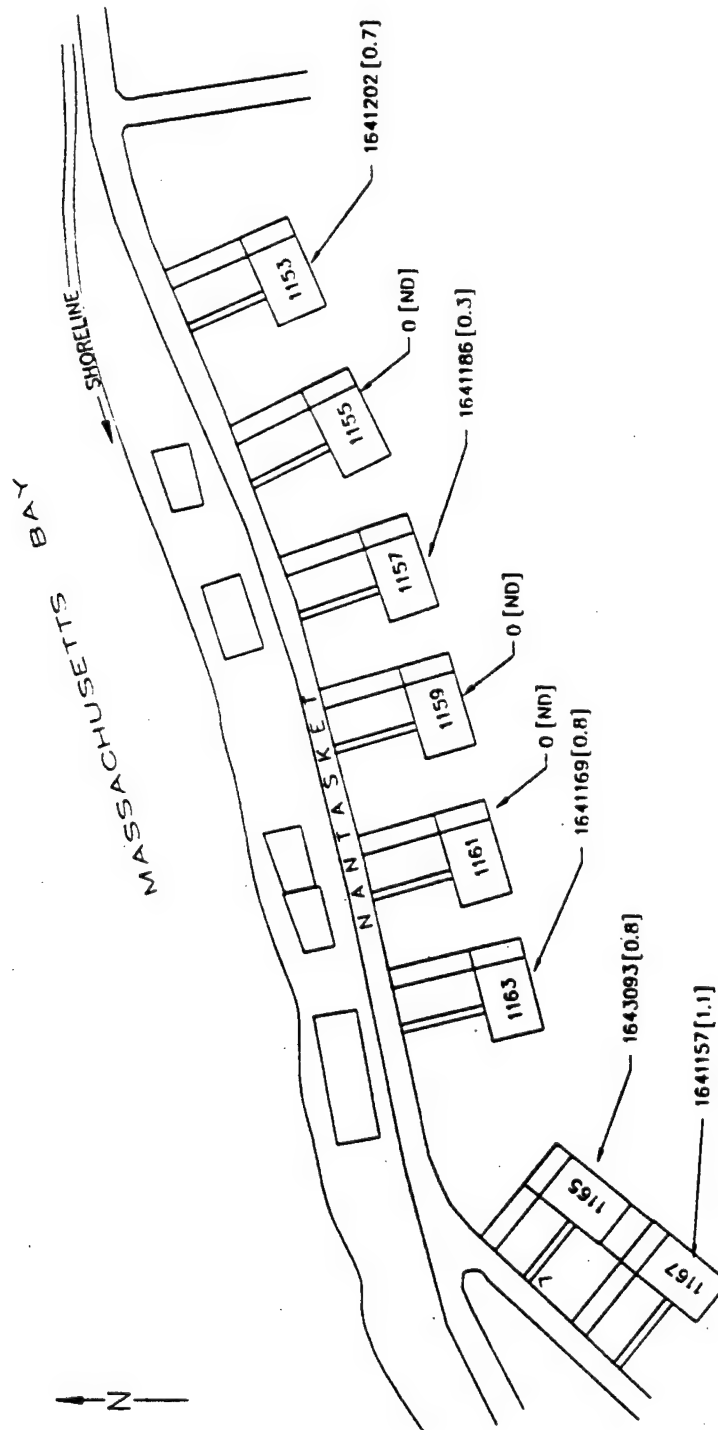 MASSACHUSETTS BAY
SHORELINE
NANTASKET
1153
1641202 [0.7]
1155
0 [ND]
1157
1641186 [0.3]
1159
0 [ND]
1161
0 [ND]
1163
1641169 [0.8]
1165
1643093 [0.8]
1167
1641157 [1.1]
N